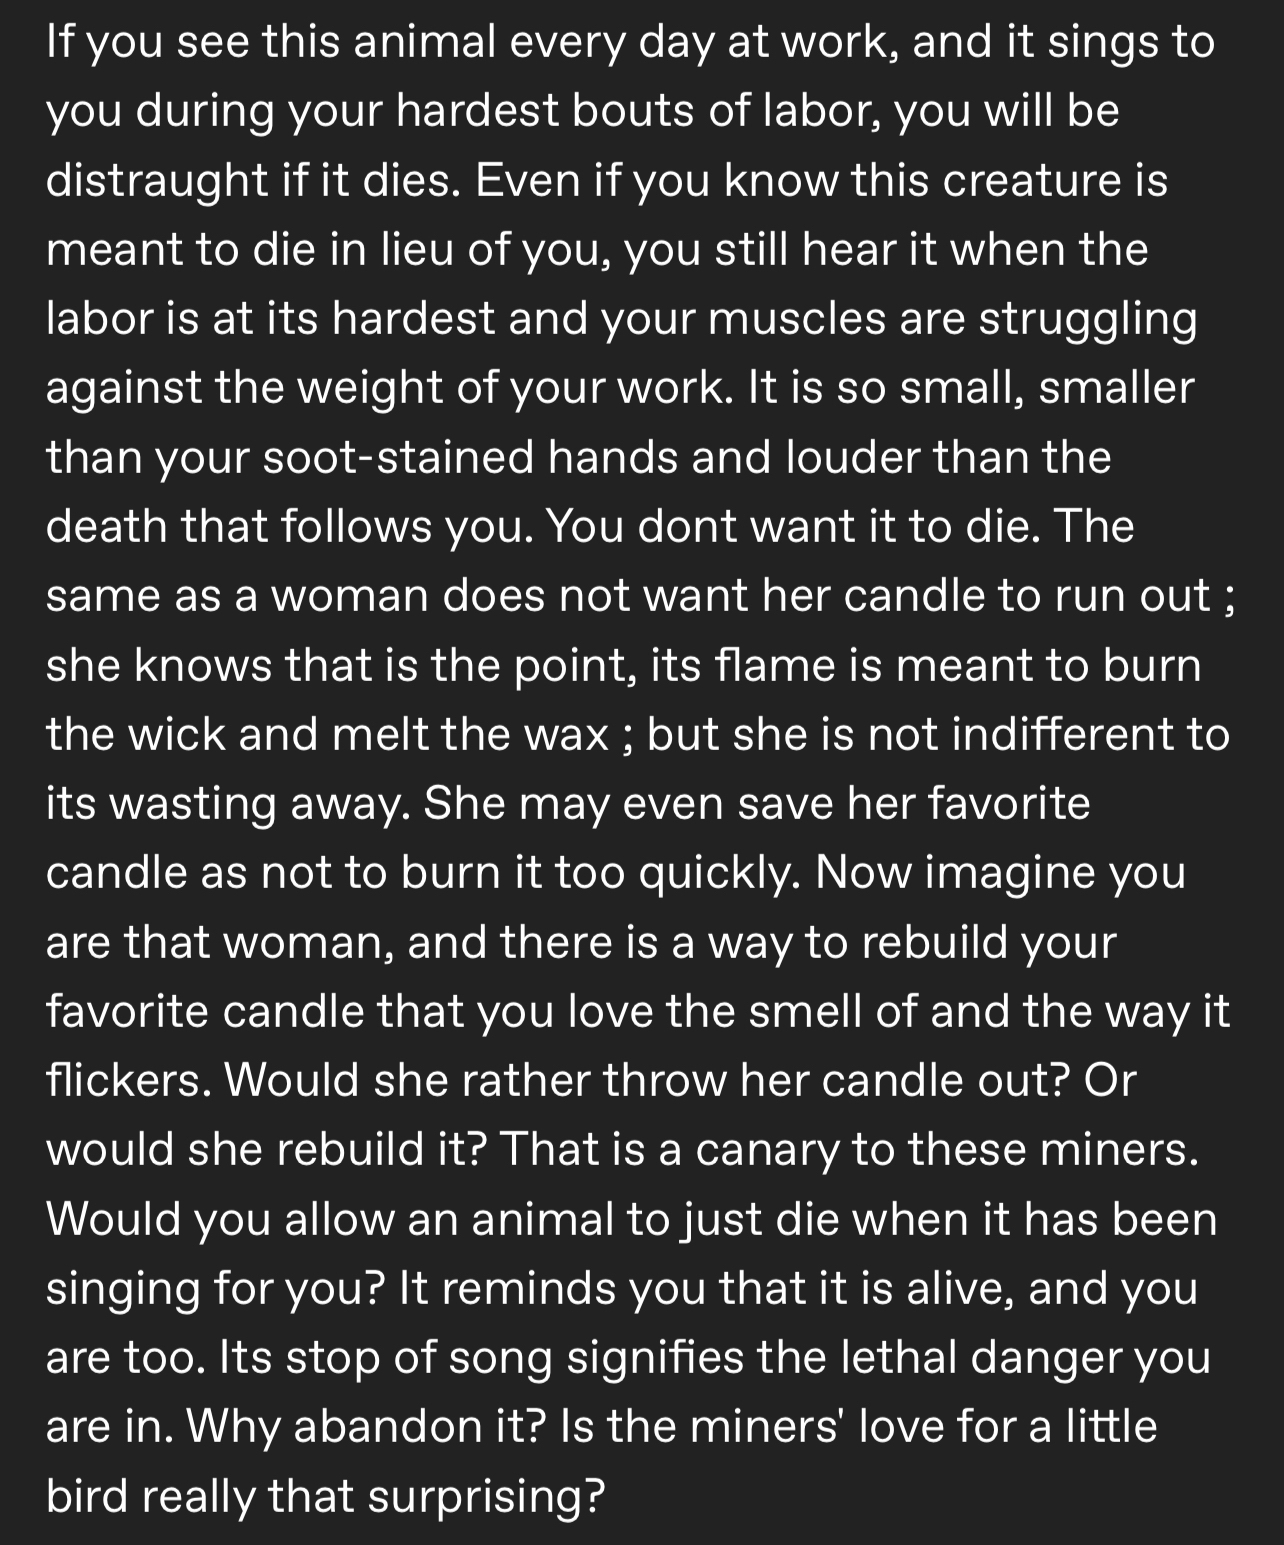 If you see this animal every day at work, and it sings to
you during your hardest bouts of labor, you will be
distraught if it dies. Even if you know this creature is
meant to die in lieu of you, you still hear it when the
labor is at its hardest and your muscles are struggling
against the weight of your work. It is so small, smaller
than your soot-stained hands and louder than the
death that follows you. You dont want it to die. The
same as a woman does not want her candle to run out ;
she knows that is the point, its flame is meant to burn
the wick and melt the wax ; but she is not indifferent to
its wasting away. She may even save her favorite
candle as not to burn it too quickly. Now imagine you
are that woman, and there is a way to rebuild your
favorite candle that you love the smell of and the way it
flickers. Would she rather throw her candle out? Or
would she rebuild it? That is a canary to these miners.
Would you allow an animal to just die when it has been
singing for you? It reminds you that it is alive, and you
are too. Its stop of song signifies the lethal danger you
are in. Why abandon it? Is the miners' love for a little
bird really that surprising?